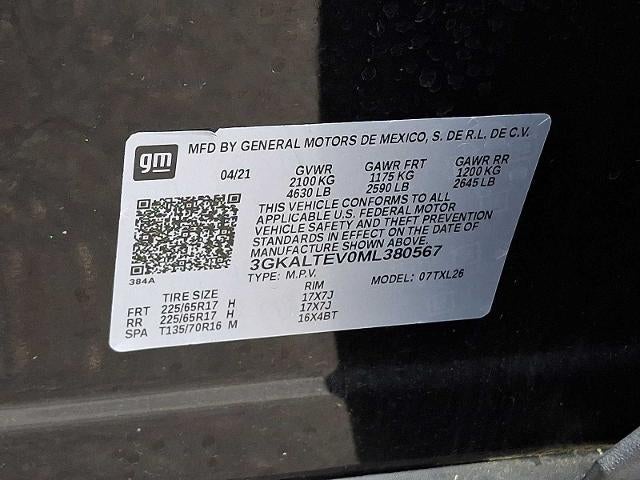 gm
MFD BY GENERAL MOTORS DE MEXICO, S. DE R.L. DE C.V.
04/21 GVWR GAWR FRT GAWR RR
2100 KG 1175 KG 1200 KG
4630 LB 2590 LB 2645 LB
THIS VEHICLE CONFORMS TO ALL
APPLICABLE U.S. FEDERAL MOTOR
VEHICLE SAFETY AND THEFT PREVENTION
STANDARDS IN EFFECT ON THE DATE OF
MANUFACTURE SHOWN ABOVE.
3GKALTEV0ML380567
384A
TYPE: M.P.V. MODEL: 07TXL26
TIRE SIZE RIM
FRT 225/65R17 H 17X7J
RR 225/65R17 H 17X7J
SPA T135/70R16 M 16X4BT